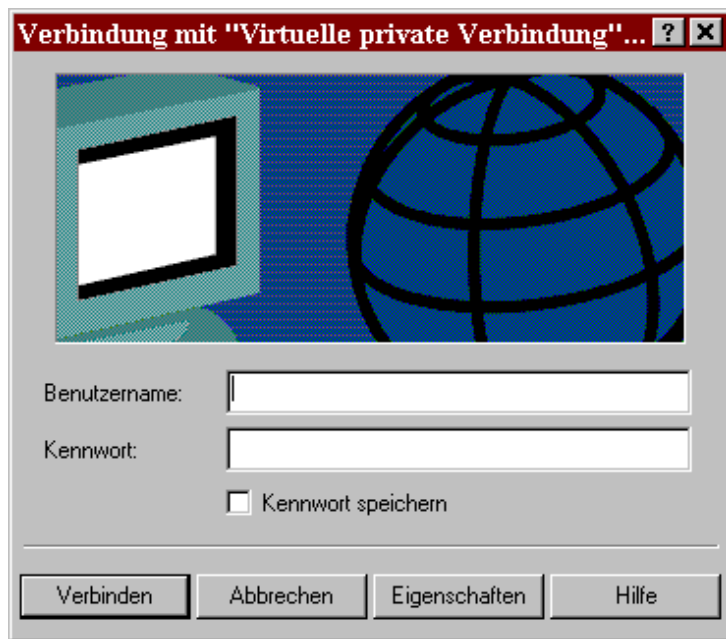 Verbindung mit "Virtuelle private Verbindung"... ?
Benutzername:
Kennwort:
Kennwort speichern
Verbinden Abbrechen Eigenschaften Hilfe